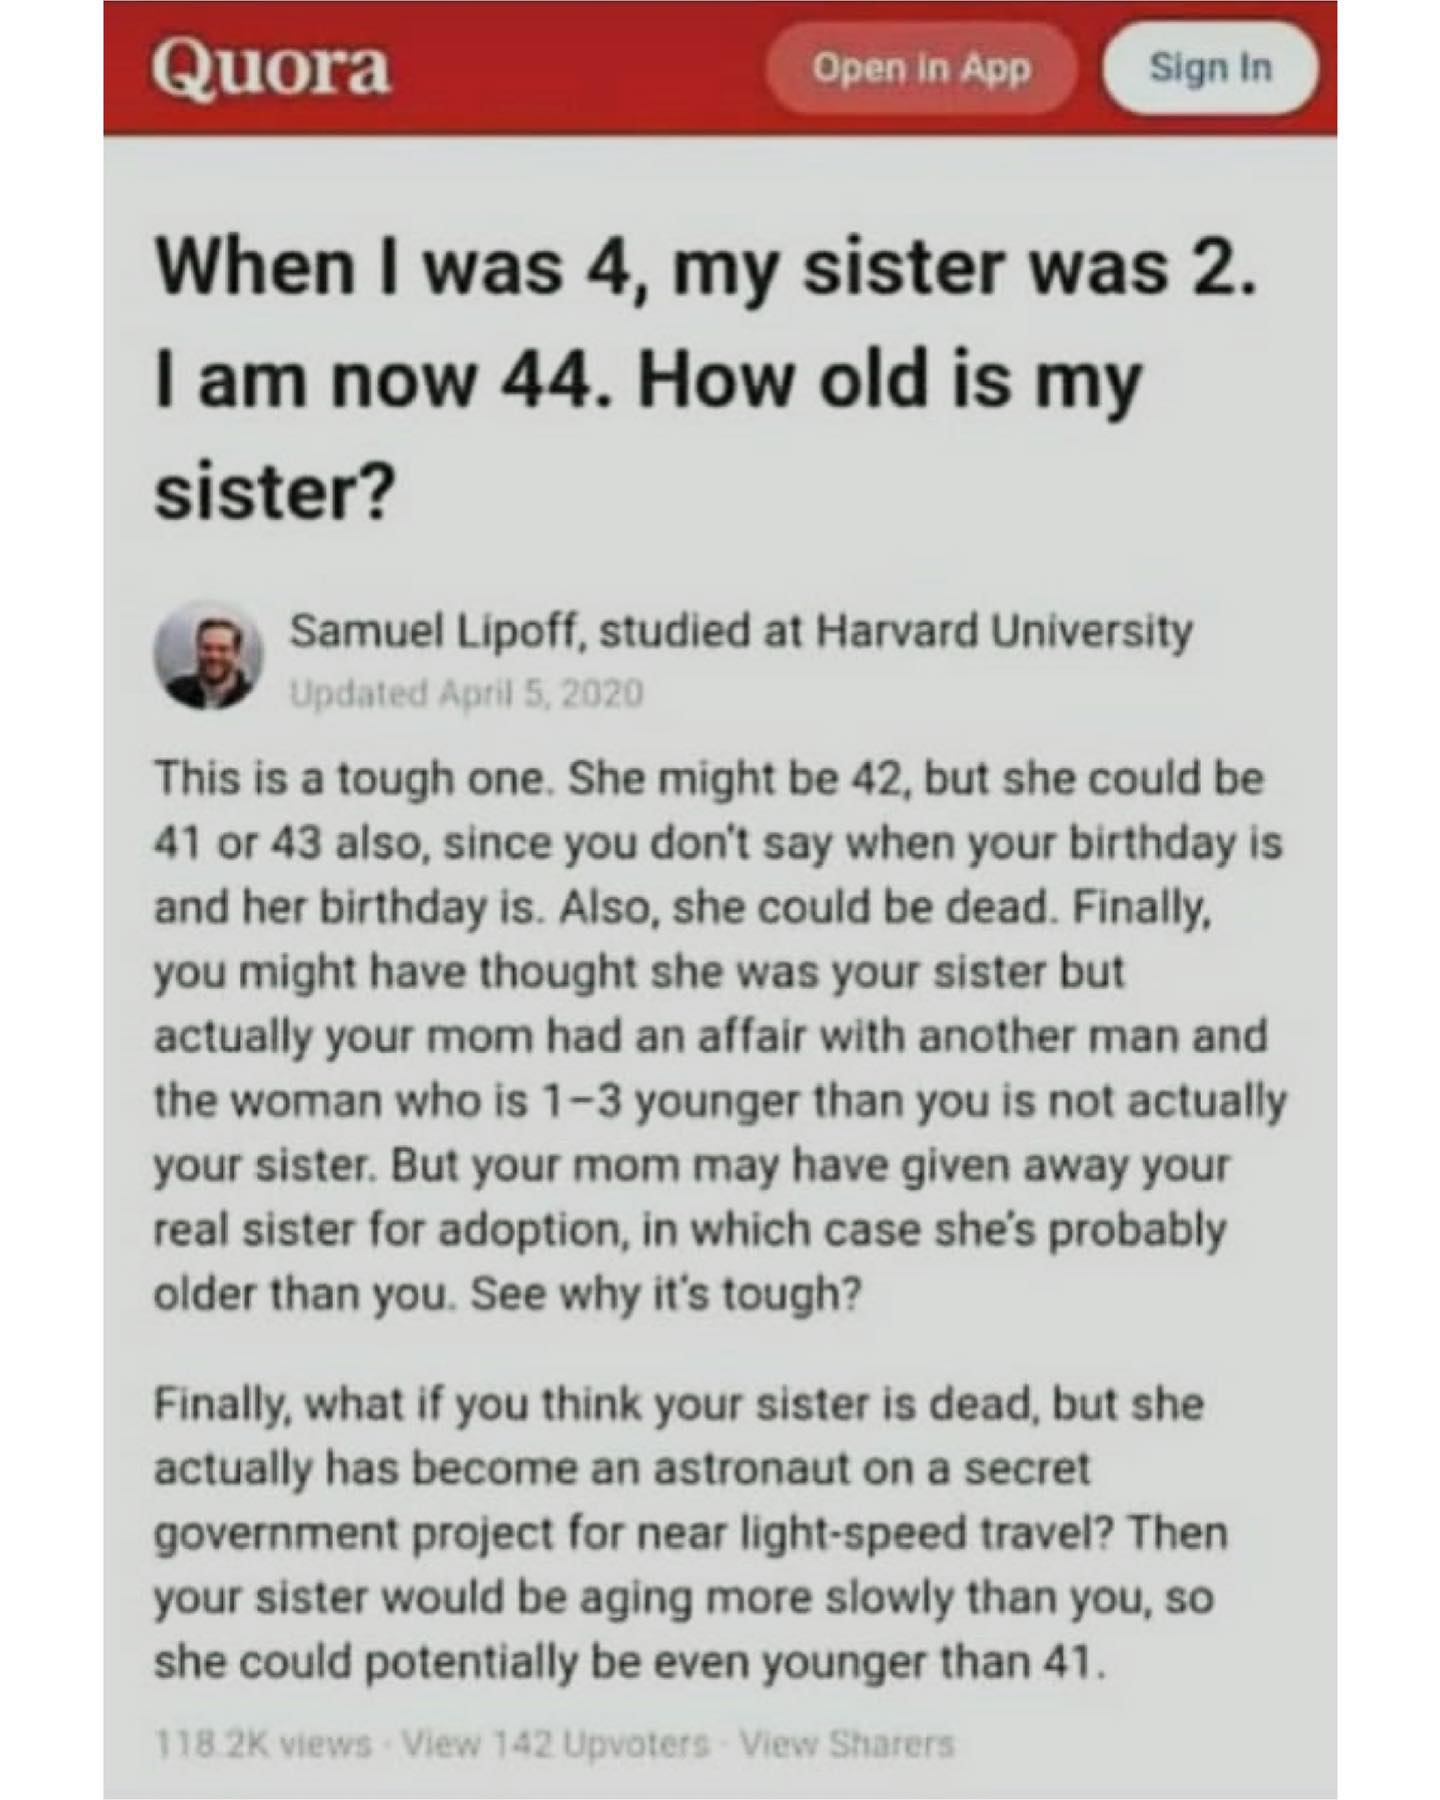 Quora
Open in App
Sign In
When I was 4, my sister was 2.
I am now 44. How old is my
sister?
Samuel Lipoff, studied at Harvard University
Updated April 5, 2020
This is a tough one. She might be 42, but she could be
41 or 43 also, since you don't say when your birthday is
and her birthday is. Also, she could be dead. Finally,
you might have thought she was your sister but
actually your mom had an affair with another man and
the woman who is 1–3 younger than you is not actually
your sister. But your mom may have given away your
real sister for adoption, in which case she's probably
older than you. See why it's tough?
Finally, what if you think your sister is dead, but she
actually has become an astronaut on a secret
government project for near light-speed travel? Then
your sister would be aging more slowly than you, so
she could potentially be even younger than 41.
118.2K views · View 142 Upvoters · View Sharers